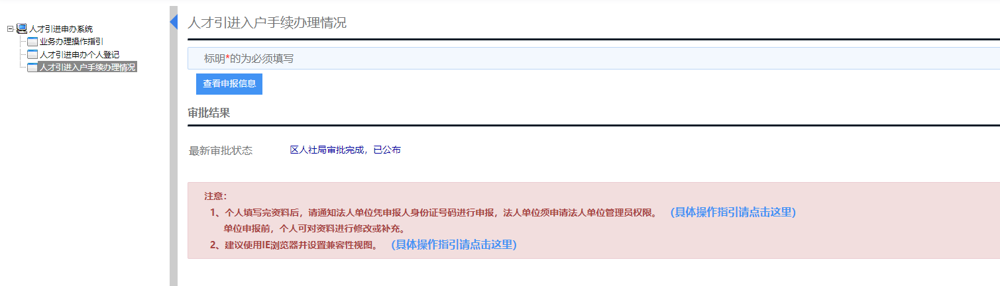 人才引进申办系统
业务办理操作指引
人才引进申办个人登记
人才引进入户手续办理情况
人才引进入户手续办理情况
标明*的为必须填写
查看申报信息
审批结果
最新审批状态 区人社局审批完成，已公布
注意：
1、个人填写完资料后，请通知法人单位凭申报人身份证号码进行申报，法人单位须申请法人单位管理员权限。 （具体操作指引请点击这里）
单位申报前，个人可对资料进行修改或补充。
2、建议使用IE浏览器并设置兼容性视图。 （具体操作指引请点击这里）